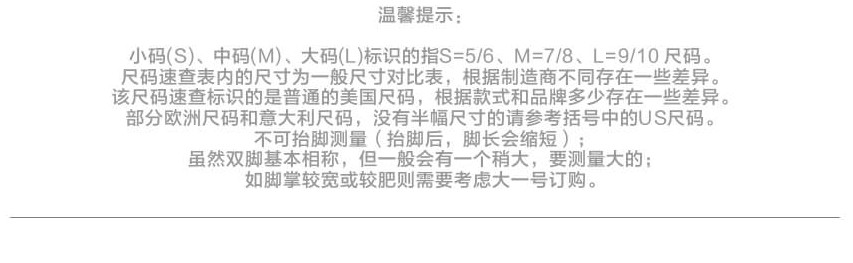 温馨提示：
小码(S)、中码(M)、大码(L)标识的指S=5/6、M=7/8、L=9/10 尺码。
尺码速查表内的尺寸为一般尺寸对比表，根据制造商不同存在一些差异。
该尺码速查标识的是普通的美国尺码，根据款式和品牌多少存在一些差异。
部分欧洲尺码和意大利尺码，没有半幅尺寸的请参考括号中的US尺码。
不可抬脚测量（抬脚后，脚长会缩短）；
虽然双脚基本相称，但一般会有一个稍大，要测量大的；
如脚掌较宽或较肥则需要考虑大一号订购。